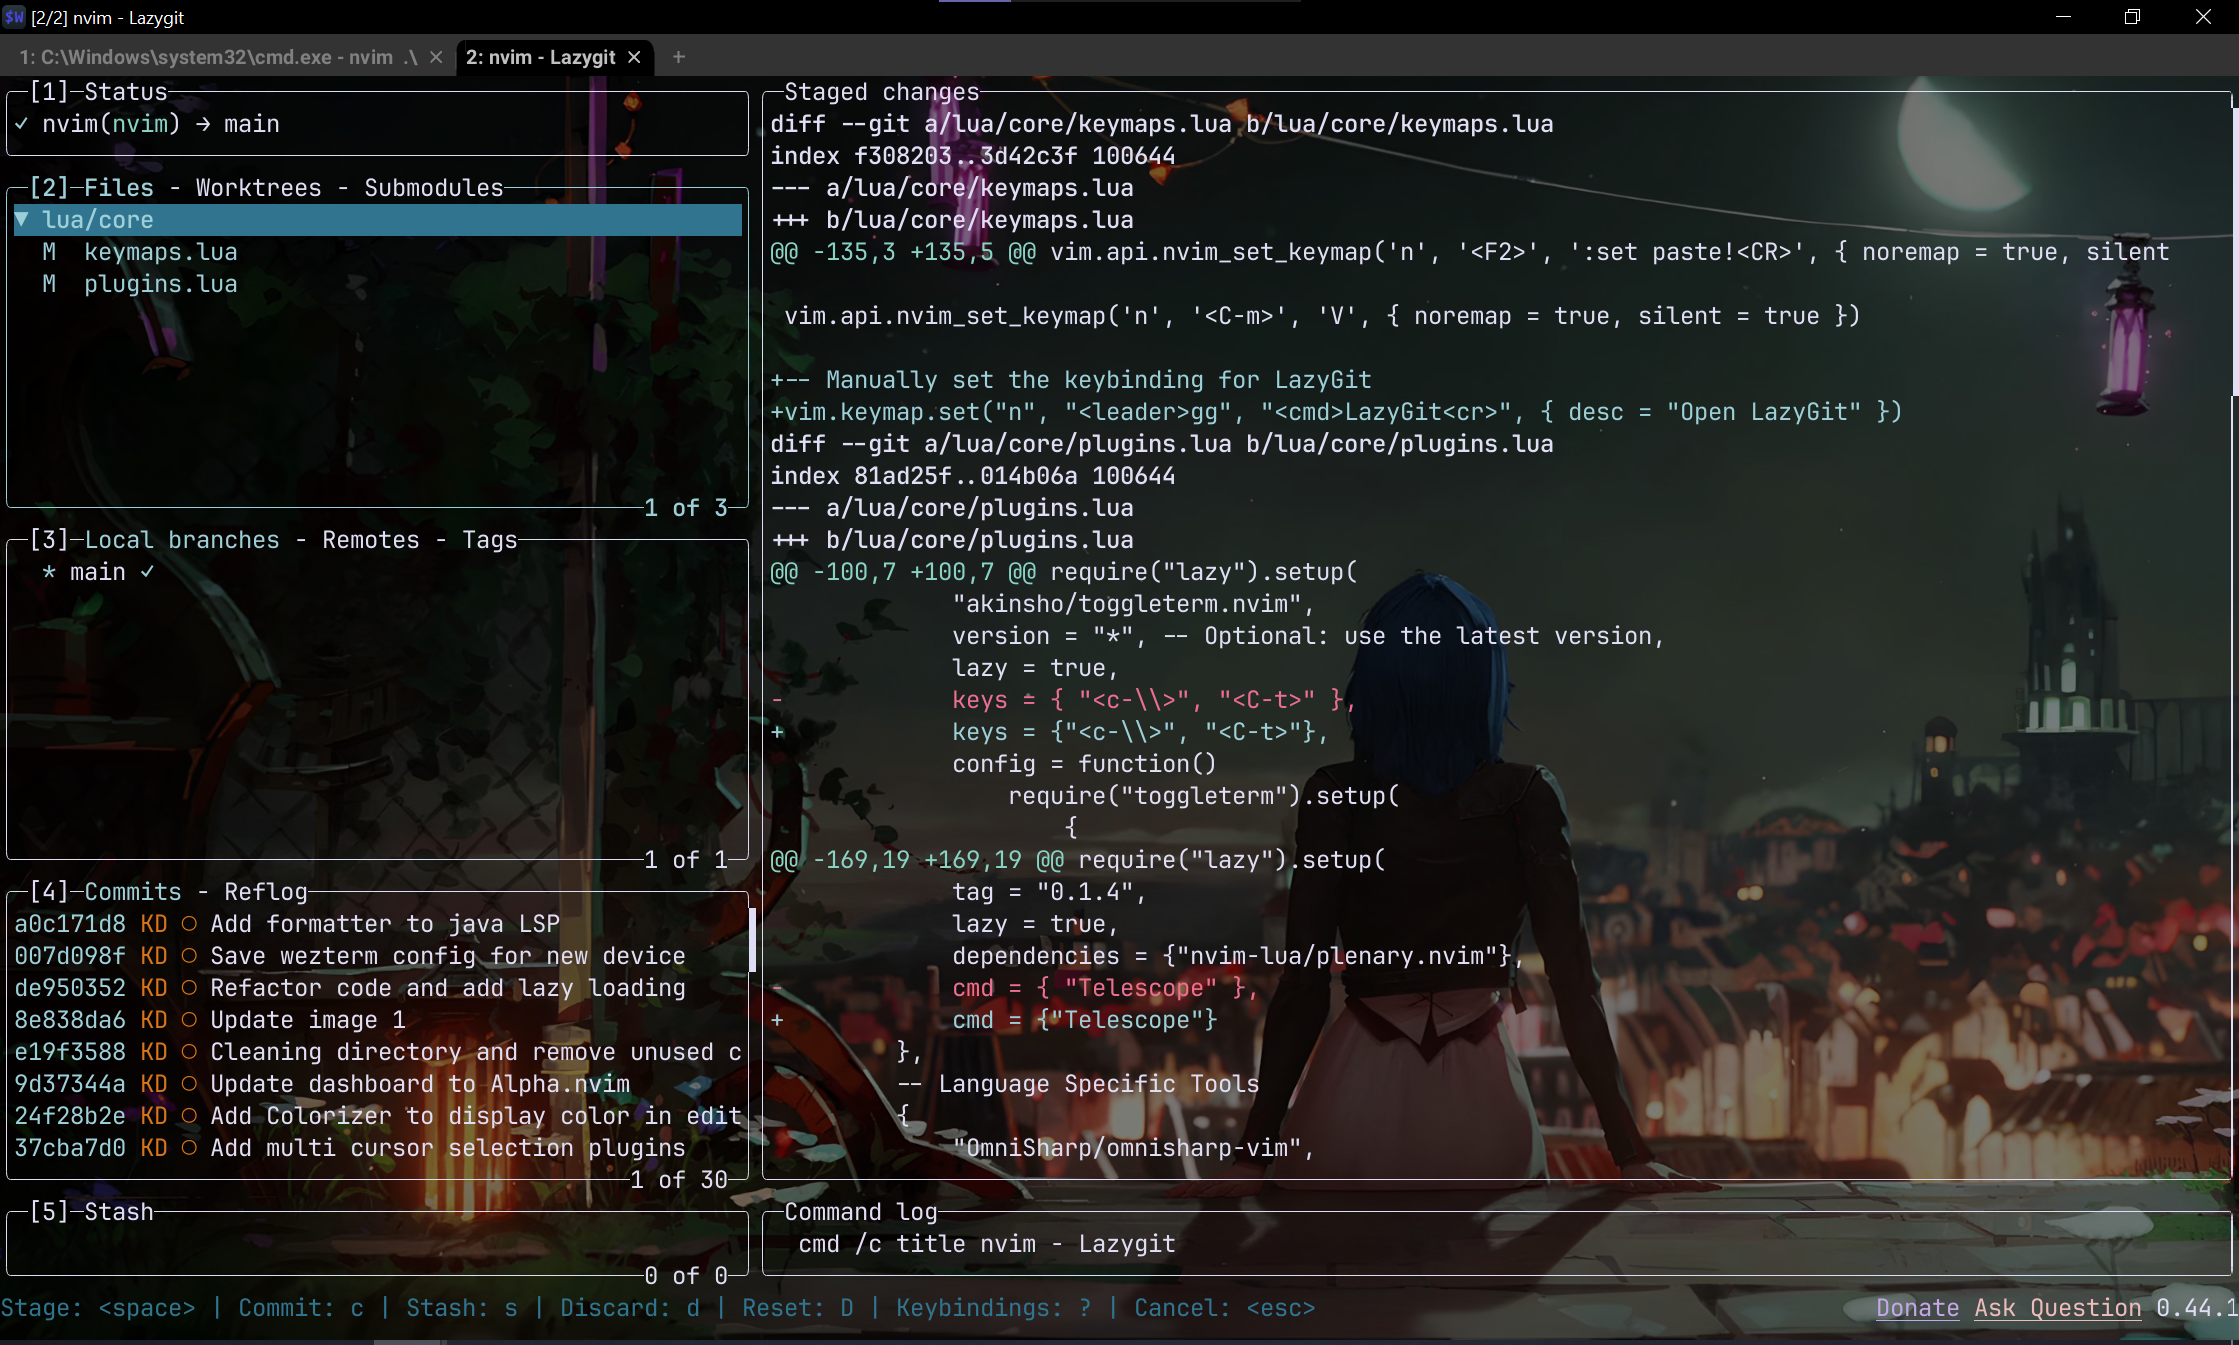 $W [2/2] nvim - Lazygit
1: C:\Windows\system32\cmd.exe - nvim .\ 2: nvim - Lazygit
[1]─Status
✓ nvim(nvim) → main
[2]─Files - Worktrees - Submodules
▼ lua/core
M keymaps.lua
M plugins.lua
1 of 3
[3]─Local branches - Remotes - Tags
* main ✓
1 of 1
[4]─Commits - Reflog
a0c171d8 KD ○ Add formatter to java LSP
007d098f KD ○ Save wezterm config for new device
de950352 KD ○ Refactor code and add lazy loading
8e838da6 KD ○ Update image 1
e19f3588 KD ○ Cleaning directory and remove unused c
9d37344a KD ○ Update dashboard to Alpha.nvim
24f28b2e KD ○ Add Colorizer to display color in edit
37cba7d0 KD ○ Add multi cursor selection plugins
1 of 30
[5]─Stash
0 of 0
Staged changes
diff --git a/lua/core/keymaps.lua b/lua/core/keymaps.lua
index f308203..3d42c3f 100644
--- a/lua/core/keymaps.lua
+++ b/lua/core/keymaps.lua
@@ -135,3 +135,5 @@ vim.api.nvim_set_keymap('n', '<F2>', ':set paste!<CR>', { noremap = true, silent
vim.api.nvim_set_keymap('n', '<C-m>', 'V', { noremap = true, silent = true })
+-- Manually set the keybinding for LazyGit
+vim.keymap.set("n", "<leader>gg", "<cmd>LazyGit<cr>", { desc = "Open LazyGit" })
diff --git a/lua/core/plugins.lua b/lua/core/plugins.lua
index 81ad25f..014b06a 100644
--- a/lua/core/plugins.lua
+++ b/lua/core/plugins.lua
@@ -100,7 +100,7 @@ require("lazy").setup(
"akinsho/toggleterm.nvim",
version = "*", -- Optional: use the latest version,
lazy = true,
- keys = { "<c-\\>", "<C-t>" },
+ keys = {"<c-\\>", "<C-t>"},
config = function()
require("toggleterm").setup(
{
@@ -169,19 +169,19 @@ require("lazy").setup(
tag = "0.1.4",
lazy = true,
dependencies = {"nvim-lua/plenary.nvim"},
- cmd = { "Telescope" },
+ cmd = {"Telescope"}
},
-- Language Specific Tools
{
"OmniSharp/omnisharp-vim",
Command log
cmd /c title nvim - Lazygit
Stage: <space> | Commit: c | Stash: s | Discard: d | Reset: D | Keybindings: ? | Cancel: <esc> Donate Ask Question 0.44.1